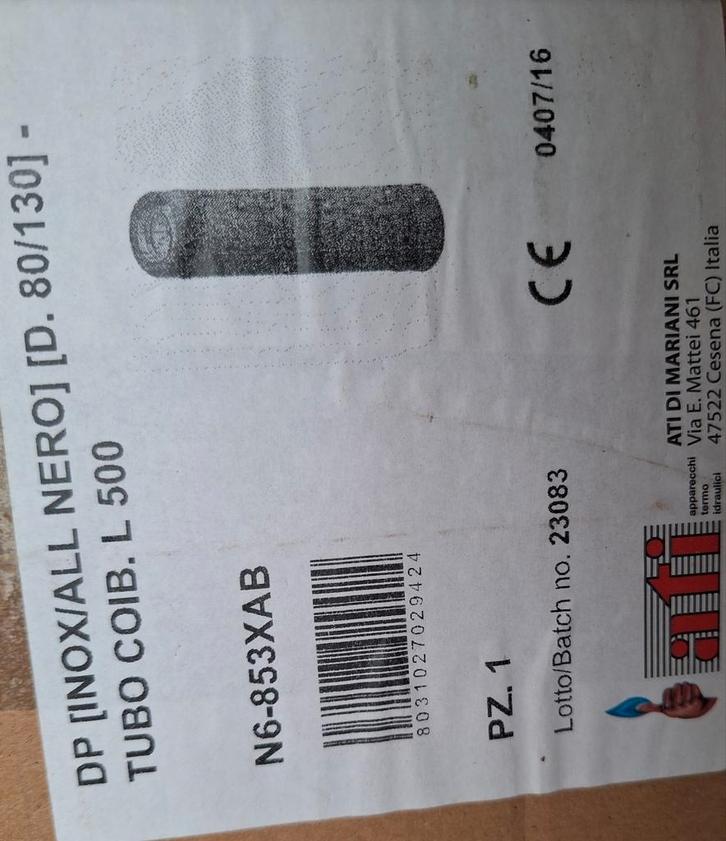 DP [INOX/ALL NERO] [D. 80/130] -
TUBO COIB. L 500
N6-853XAB
8031027029424
PZ. 1
Lotto/Batch no. 23083
CE 0407/16
ati
apparecchi
termo
idraulici
ATI DI MARIANI SRL
Via E. Mattei 461
47522 Cesena (FC) Italia